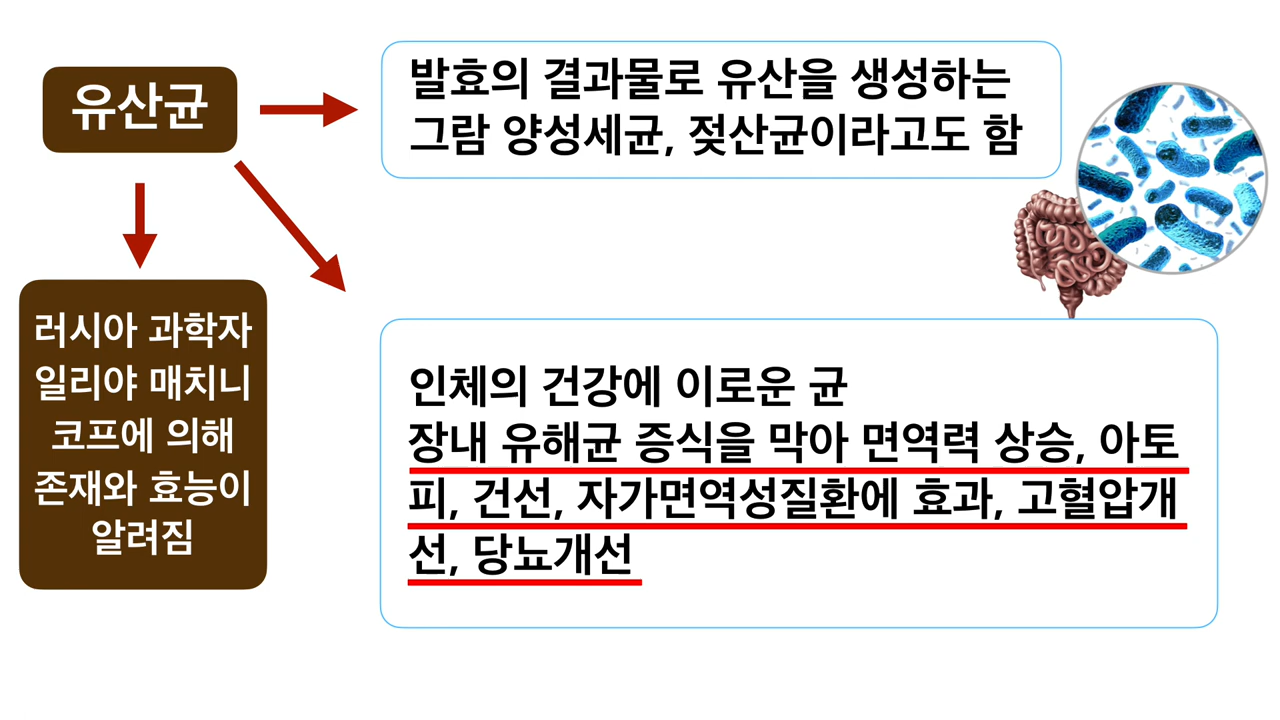 유산균
발효의 결과물로 유산을 생성하는
그람 양성세균, 젖산균이라고도 함
러시아 과학자
일리야 매치니
코프에 의해
존재와 효능이
알려짐
인체의 건강에 이로운 균
장내 유해균 증식을 막아 면역력 상승, 아토
피, 건선, 자가면역성질환에 효과, 고혈압개
선, 당뇨개선